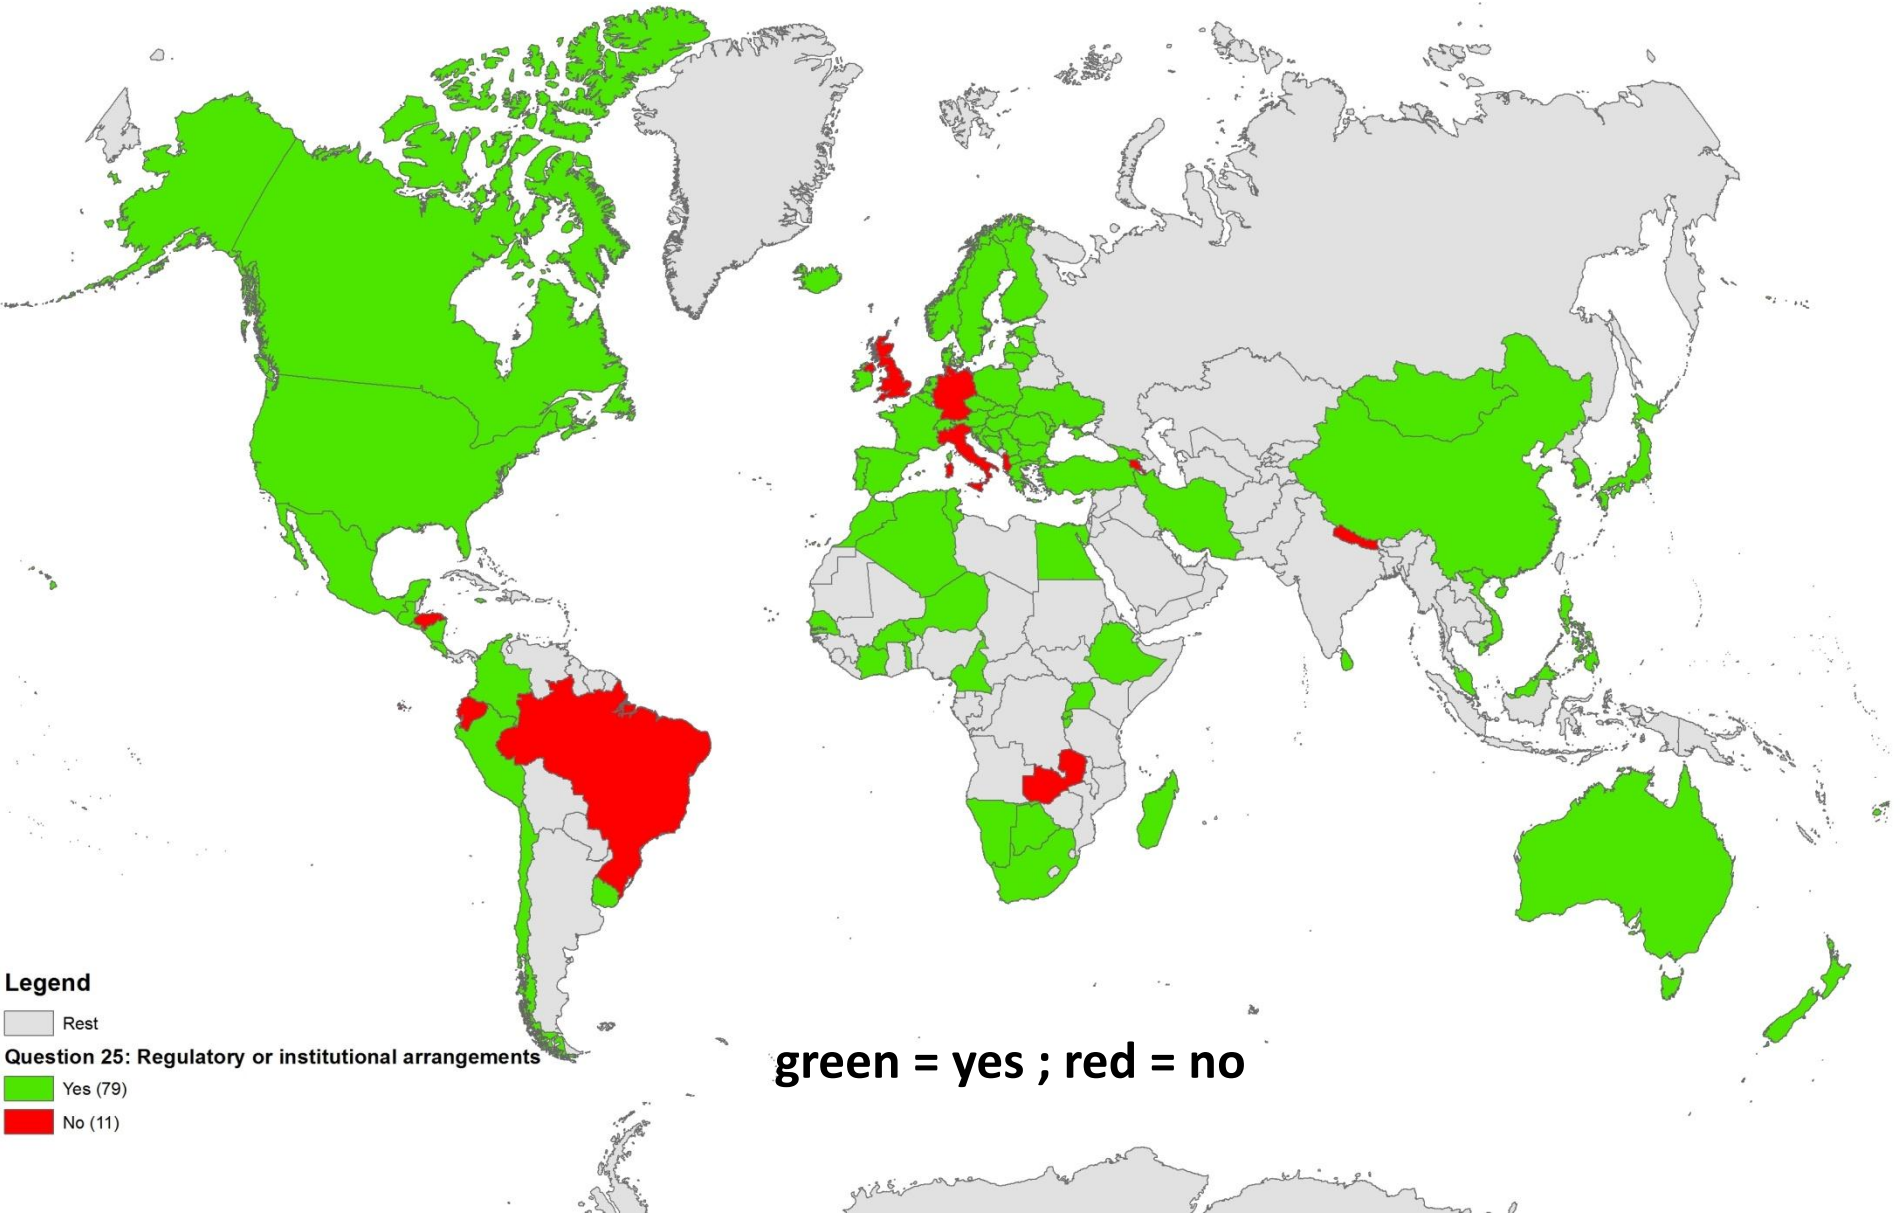 Legend
Rest
Question 25: Regulatory or institutional arrangements
Yes (79)
No (11)
green = yes ; red = no